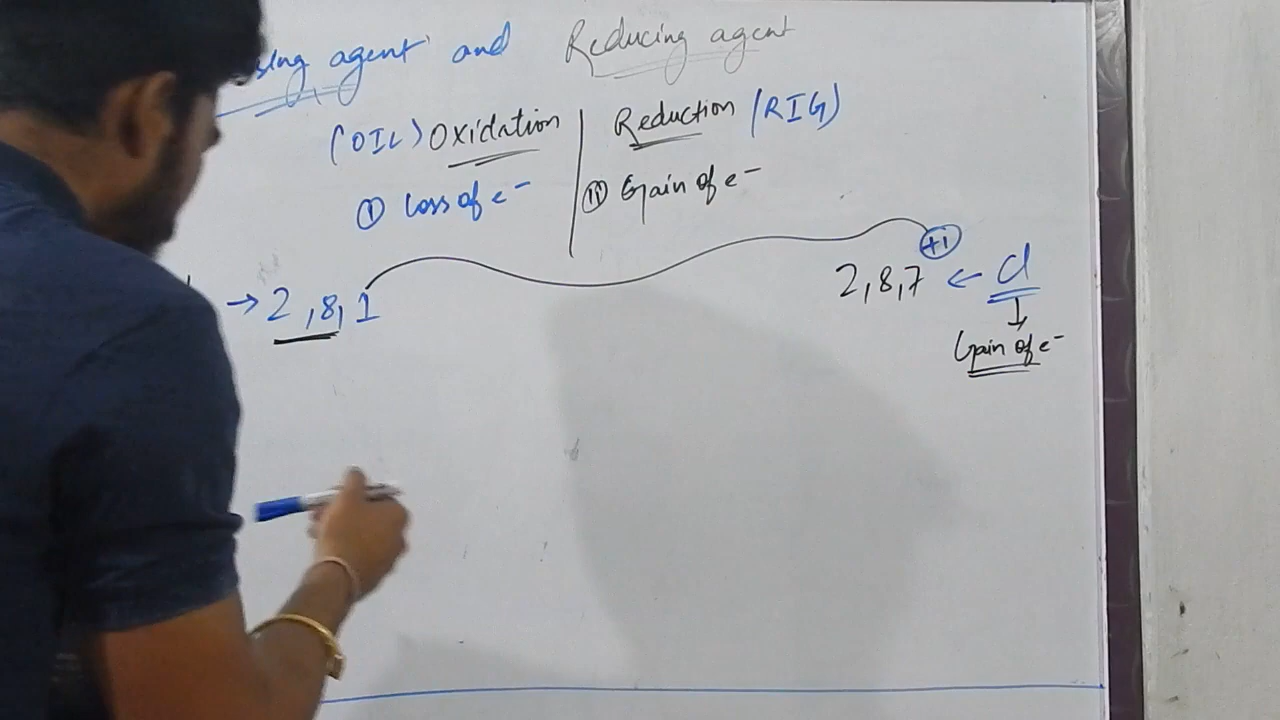 sing agent and Reducing agent
(OIL) Oxidation | Reduction (RIG)
① Loss of e⁻ ⑪ Gain of e⁻
+1
→ 2,8,1 2,8,7 ← Cl
Gain of e⁻